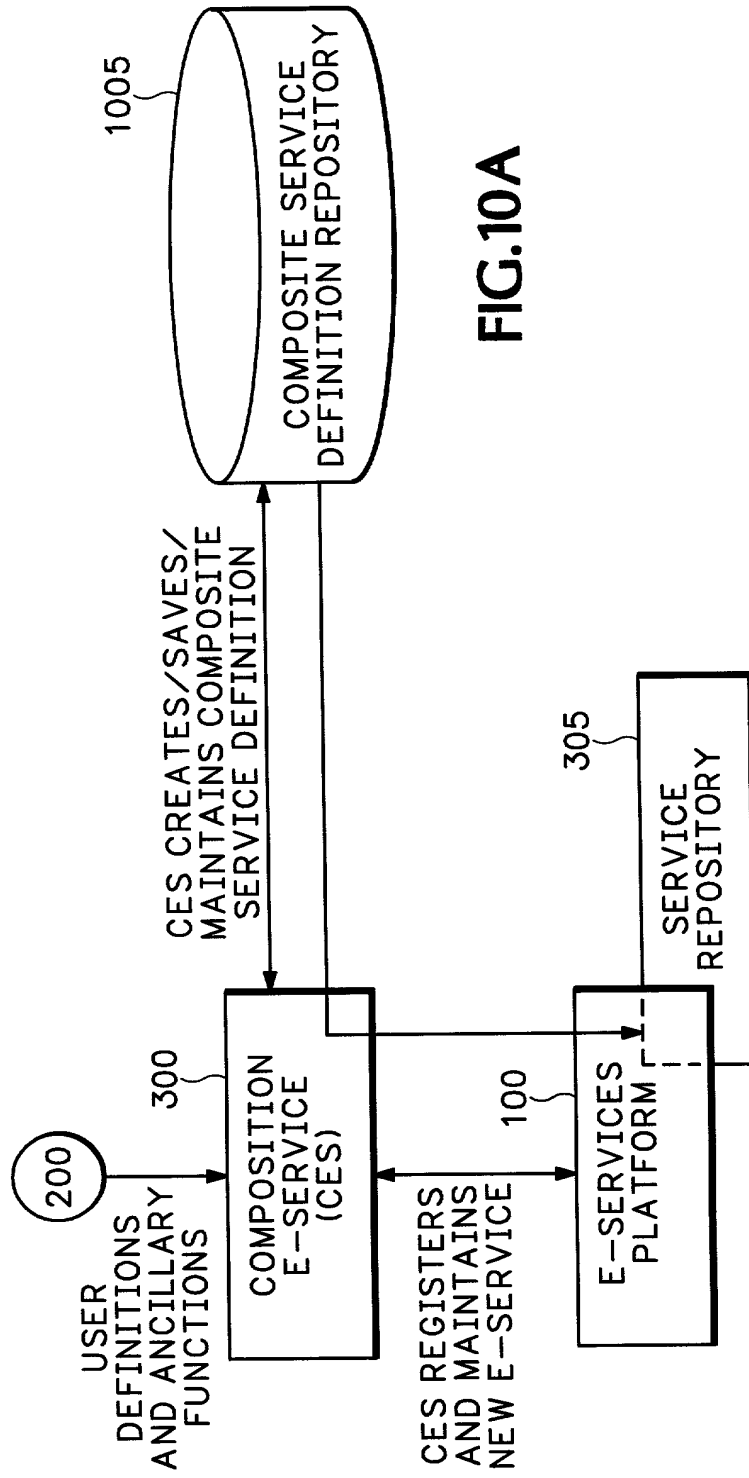 200
USER
DEFINITIONS
AND ANCILLARY
FUNCTIONS
300
COMPOSITION
E-SERVICE
(CES)
CES CREATES/SAVES/
MAINTAINS COMPOSITE
SERVICE DEFINITION
1005
COMPOSITE SERVICE
DEFINITION REPOSITORY
CES REGISTERS
AND MAINTAINS
NEW E-SERVICE
100
E-SERVICES
PLATFORM
305
SERVICE
REPOSITORY
FIG.10A